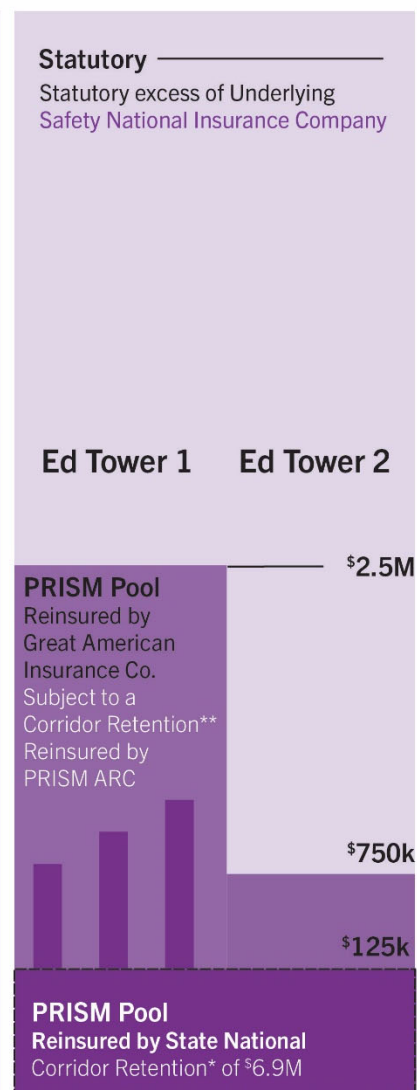 Statutory
Statutory excess of Underlying
Safety National Insurance Company
Ed Tower 1 Ed Tower 2
$2.5M
PRISM Pool
Reinsured by
Great American
Insurance Co.
Subject to a
Corridor Retention**
Reinsured by
PRISM ARC
$750k
$125k
PRISM Pool
Reinsured by State National
Corridor Retention* of $6.9M